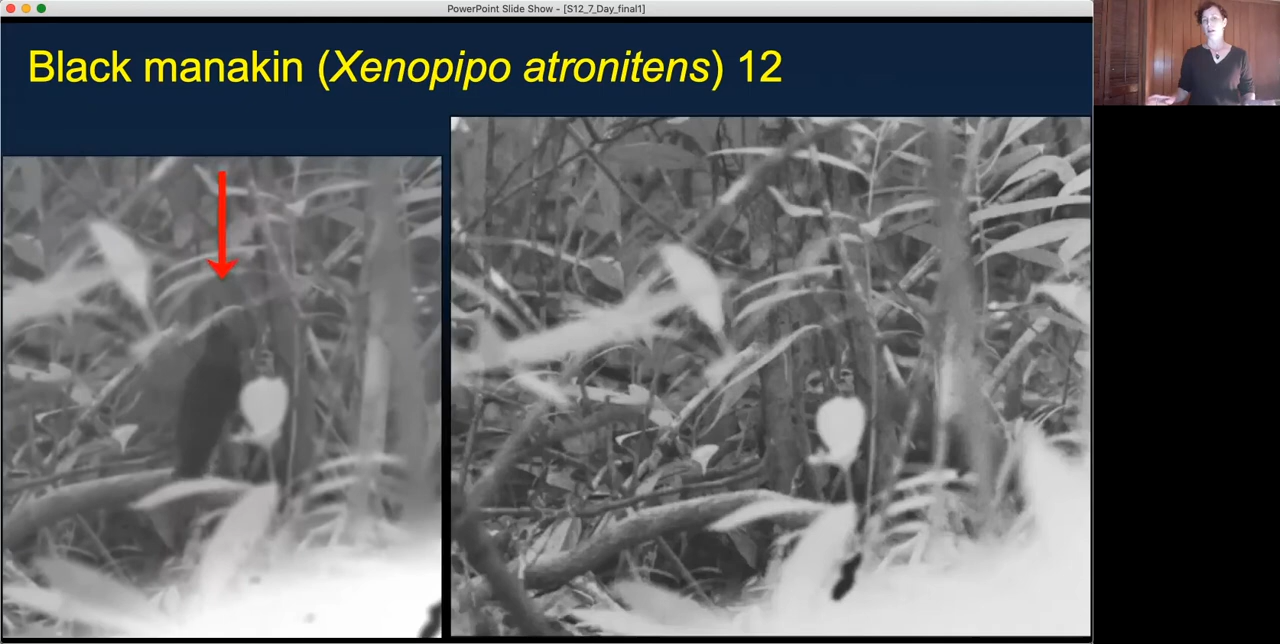 PowerPoint Slide Show - [S12_7_Day_final1]
Black manakin (Xenopipo atronitens) 12